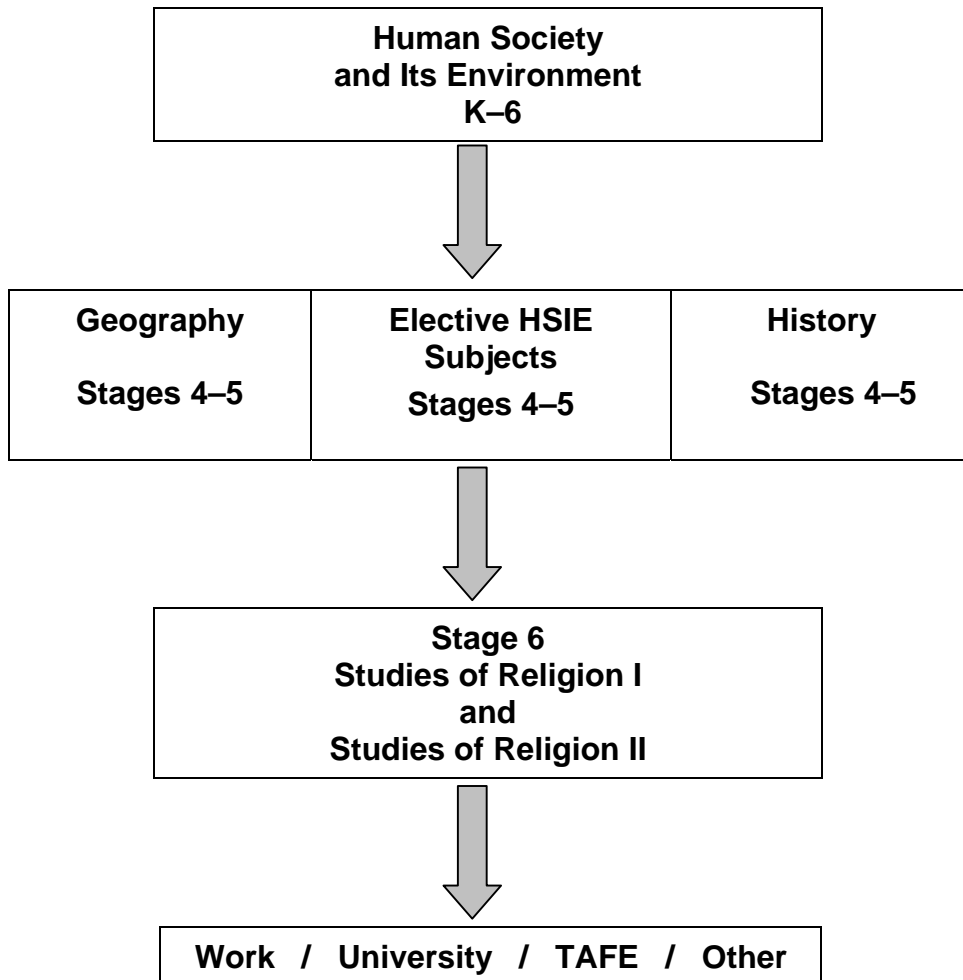 Human Society
and Its Environment
K–6
Geography
Stages 4–5
Elective HSIE
Subjects
Stages 4–5
History
Stages 4–5
Stage 6
Studies of Religion I
and
Studies of Religion II
Work / University / TAFE / Other